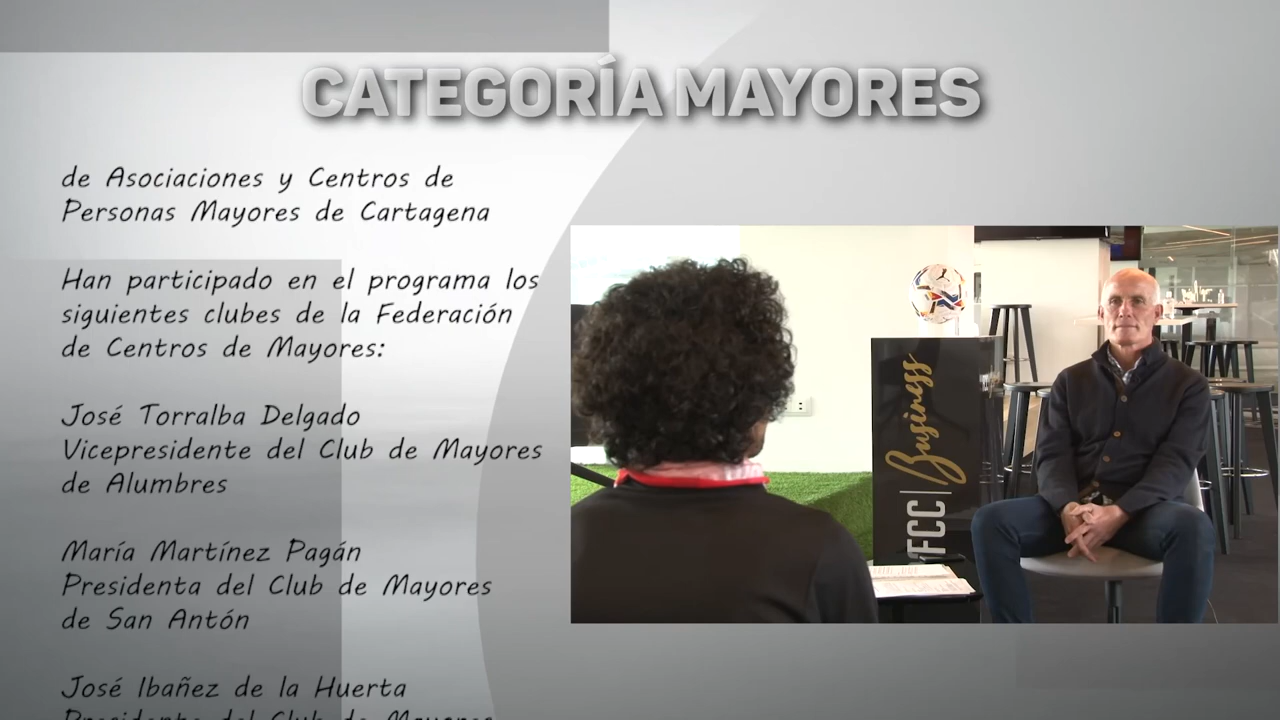 CATEGORÍA MAYORES
de Asociaciones y Centros de
Personas Mayores de Cartagena
Han participado en el programa los
siguientes clubes de la Federación
de Centros de Mayores:
José Torralba Delgado
Vicepresidente del Club de Mayores
de Alumbres
María Martínez Pagán
Presidenta del Club de Mayores
de San Antón
José Ibañez de la Huerta
FCC | Business